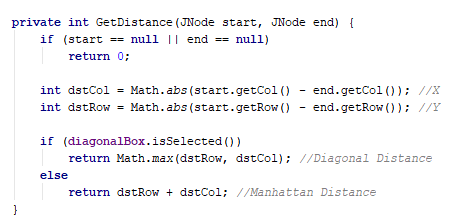 private int GetDistance(JNode start, JNode end) {
if (start == null || end == null)
return 0;
int dstCol = Math.abs(start.getCol() - end.getCol()); //X
int dstRow = Math.abs(start.getRow() - end.getRow()); //Y
if (diagonalBox.isSelected())
return Math.max(dstRow, dstCol); //Diagonal Distance
else
return dstRow + dstCol; //Manhattan Distance
}